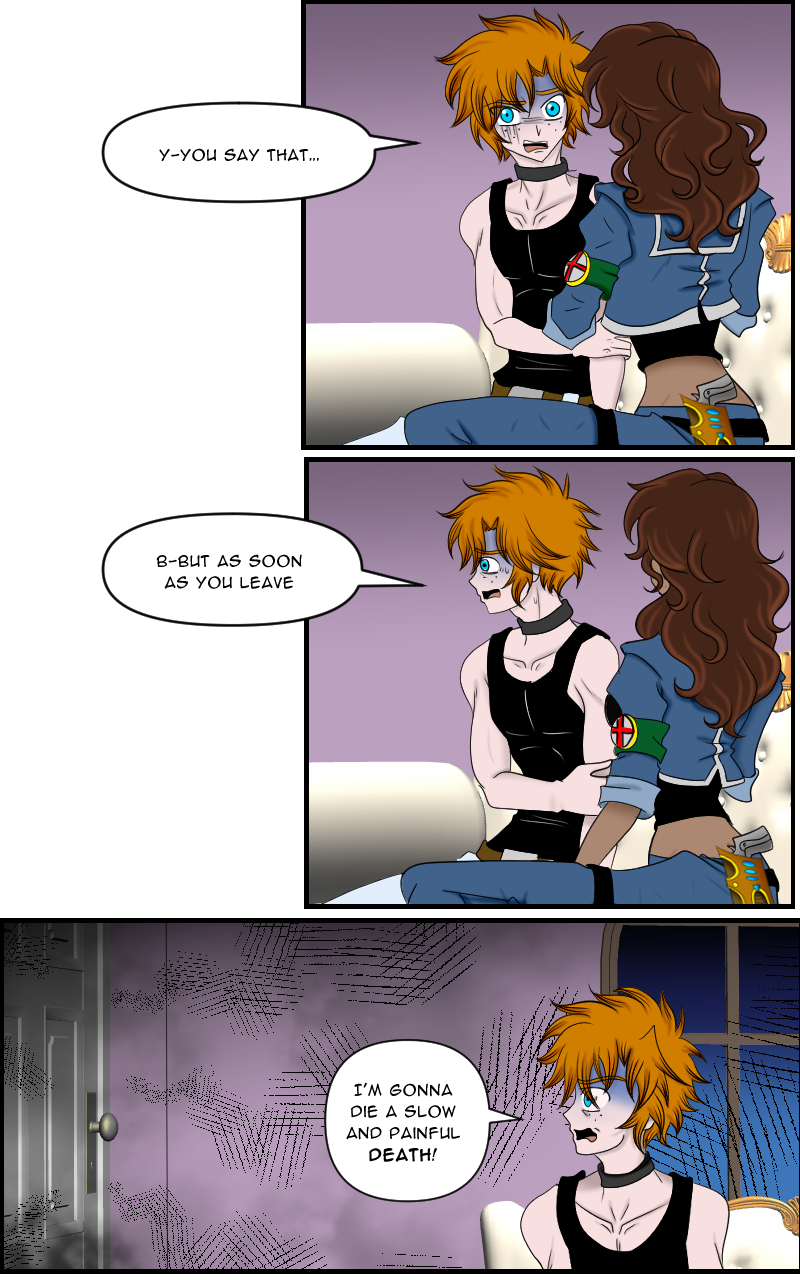 Y-YOU SAY THAT...
B-BUT AS SOON
AS YOU LEAVE
I'M GONNA
DIE A SLOW
AND PAINFUL
DEATH!